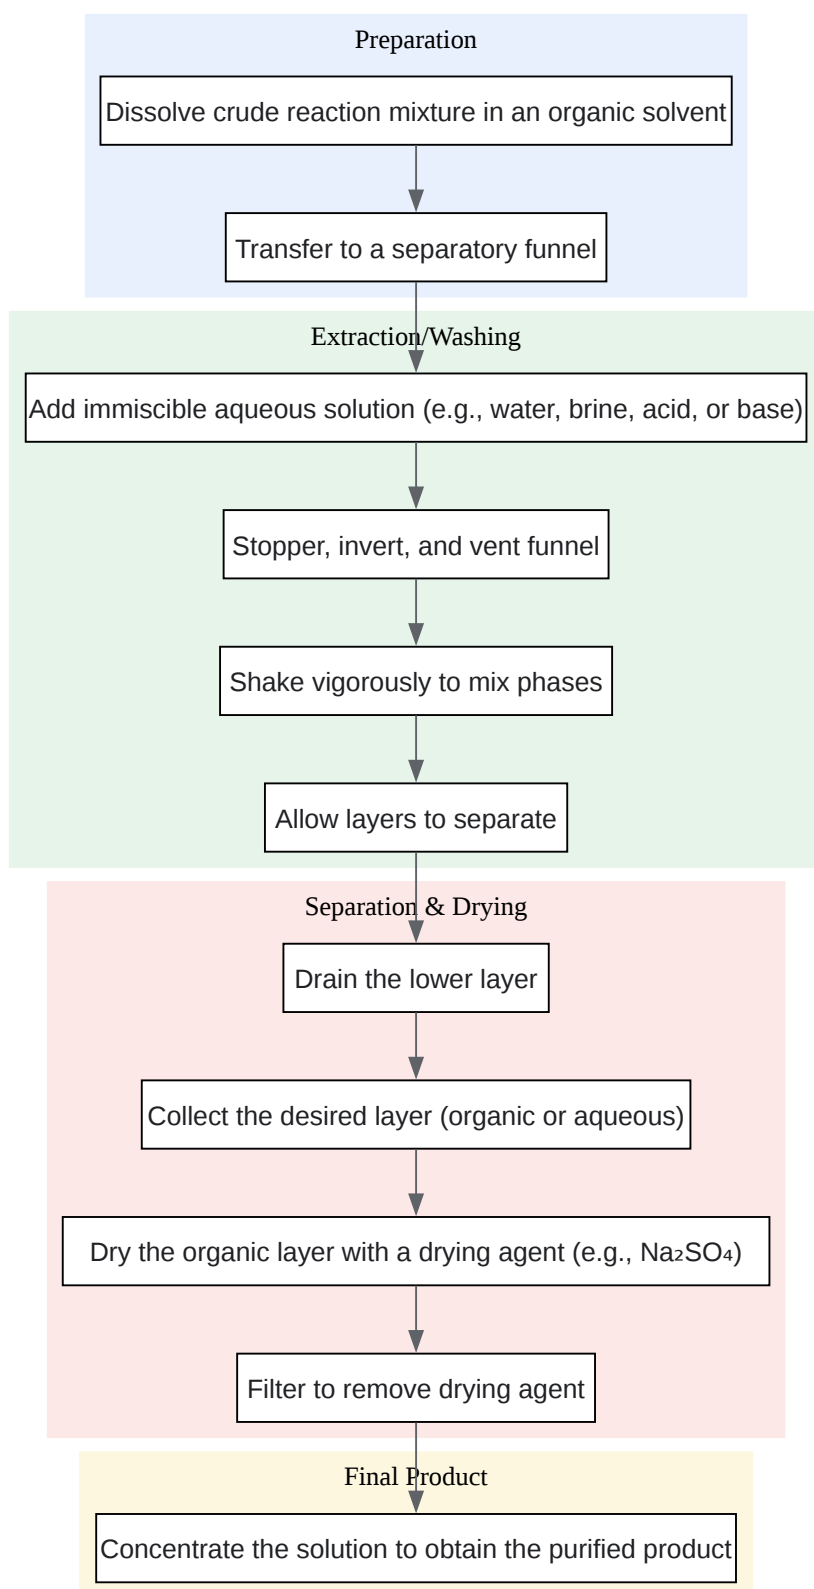 Preparation
Dissolve crude reaction mixture in an organic solvent
Transfer to a separatory funnel
Extraction/Washing
Add immiscible aqueous solution (e.g., water, brine, acid, or base)
Stopper, invert, and vent funnel
Shake vigorously to mix phases
Allow layers to separate
Separation & Drying
Drain the lower layer
Collect the desired layer (organic or aqueous)
Dry the organic layer with a drying agent (e.g., Na₂SO₄)
Filter to remove drying agent
Final Product
Concentrate the solution to obtain the purified product